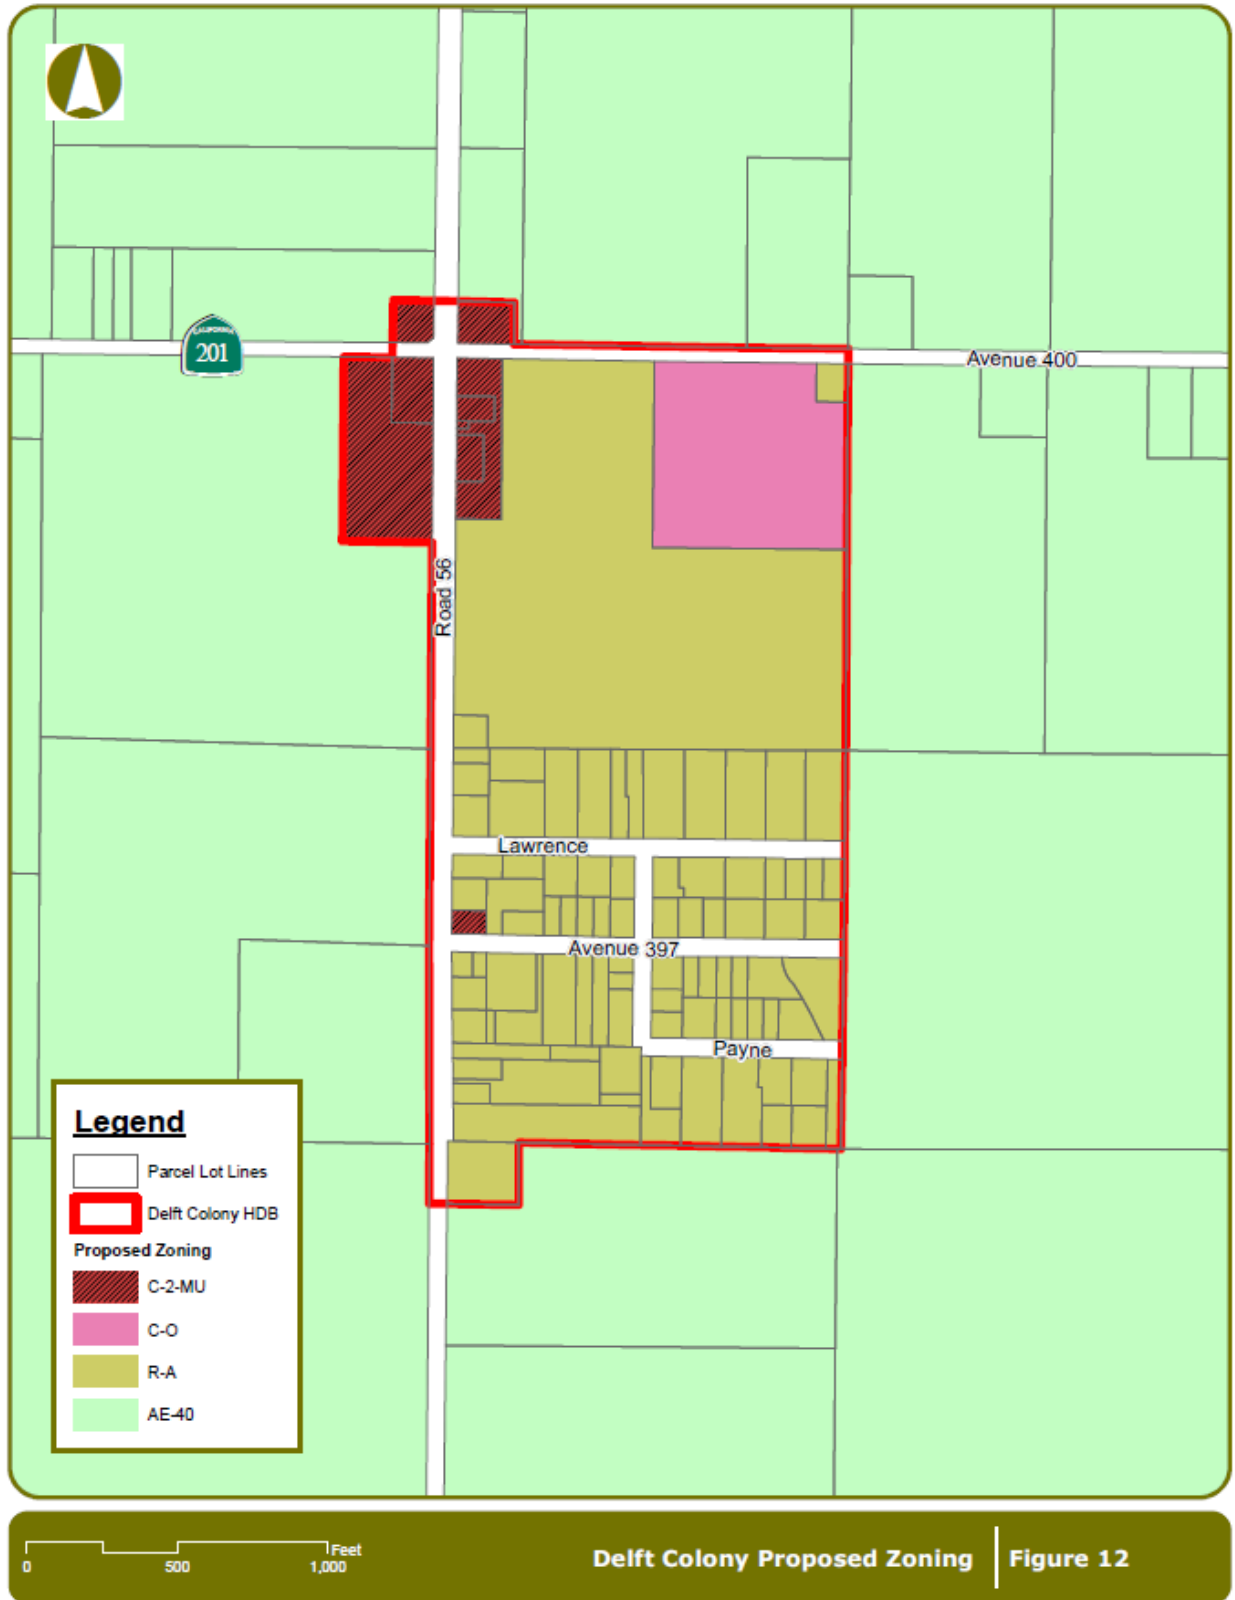 CALIFORNIA
201
Avenue 400
Road 56
Lawrence
Avenue 397
Payne
Legend
Parcel Lot Lines
Delft Colony HDB
Proposed Zoning
C-2-MU
C-O
R-A
AE-40
Feet
0 500 1,000
Delft Colony Proposed Zoning Figure 12